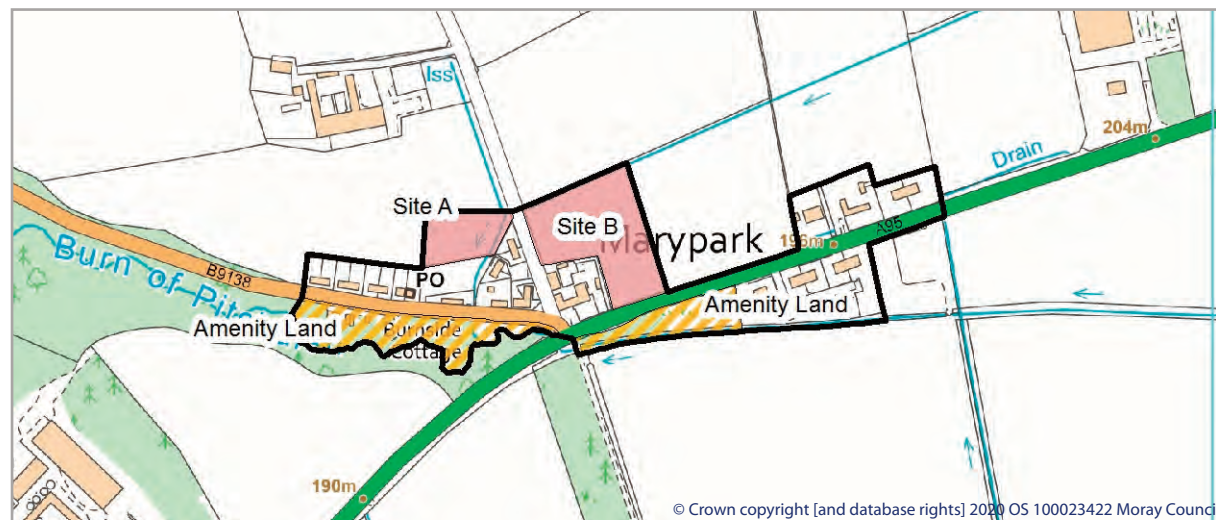 Iss
204m
Drain
Site A
Site B
Marypark
196m
A95
B9138
PO
Burn of Pit
Amenity Land
Burnside
Cottage
Amenity Land
190m
© Crown copyright [and database rights] 2020 OS 100023422 Moray Counci